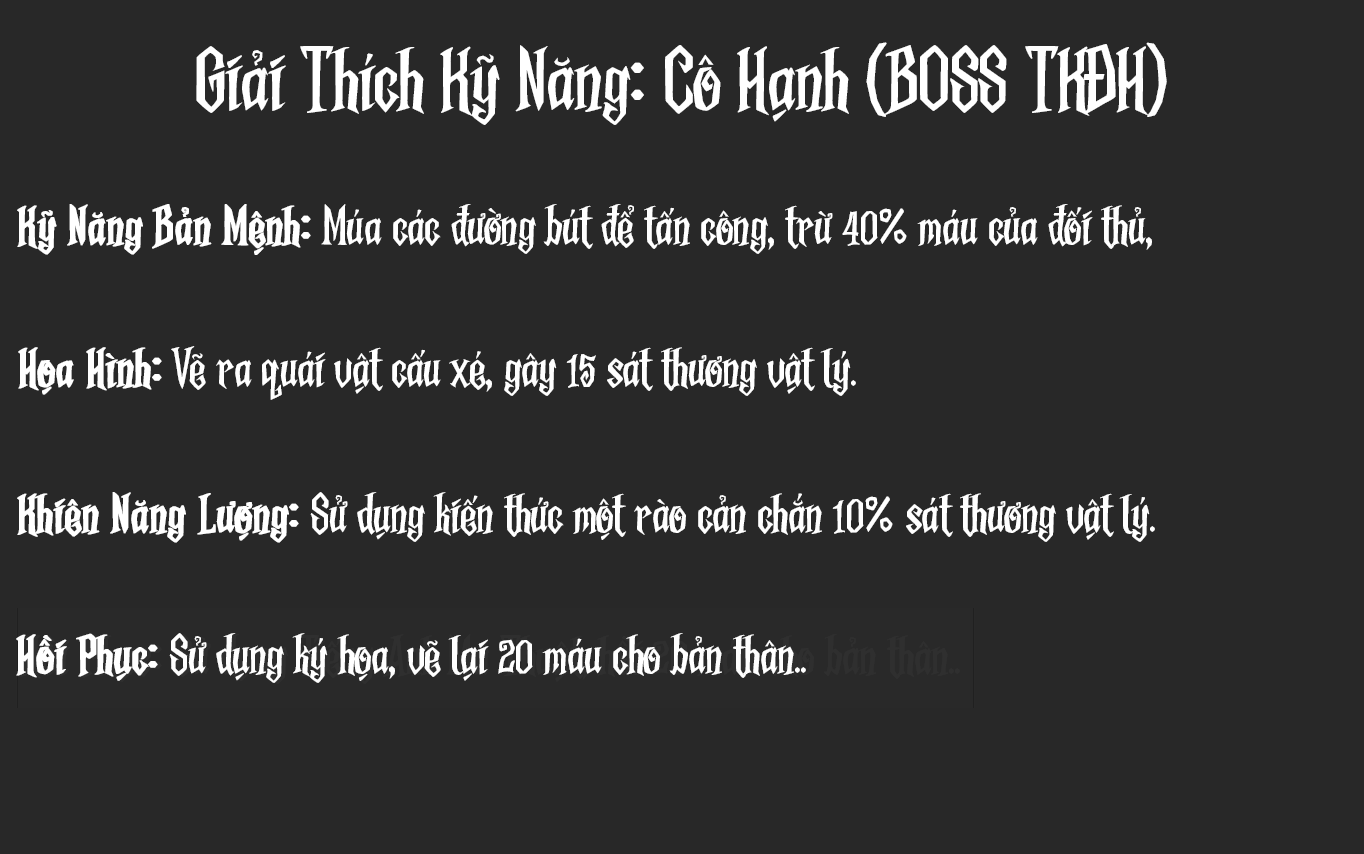 Giải Thích Kỹ Năng: Cô Hạnh (BOSS TKĐH)
Kỹ Năng Bản Mệnh: Múa các đường bút để tấn công, trừ 40% máu của đối thủ,
Họa Hình: Vẽ ra quái vật cấu xé, gây 15 sát thương vật lý.
Khiên Năng Lượng: Sử dụng kiến thức một rào cản chắn 10% sát thương vật lý.
Hồi Phục: Sử dụng ký họa, vẽ lại 20 máu cho bản thân..